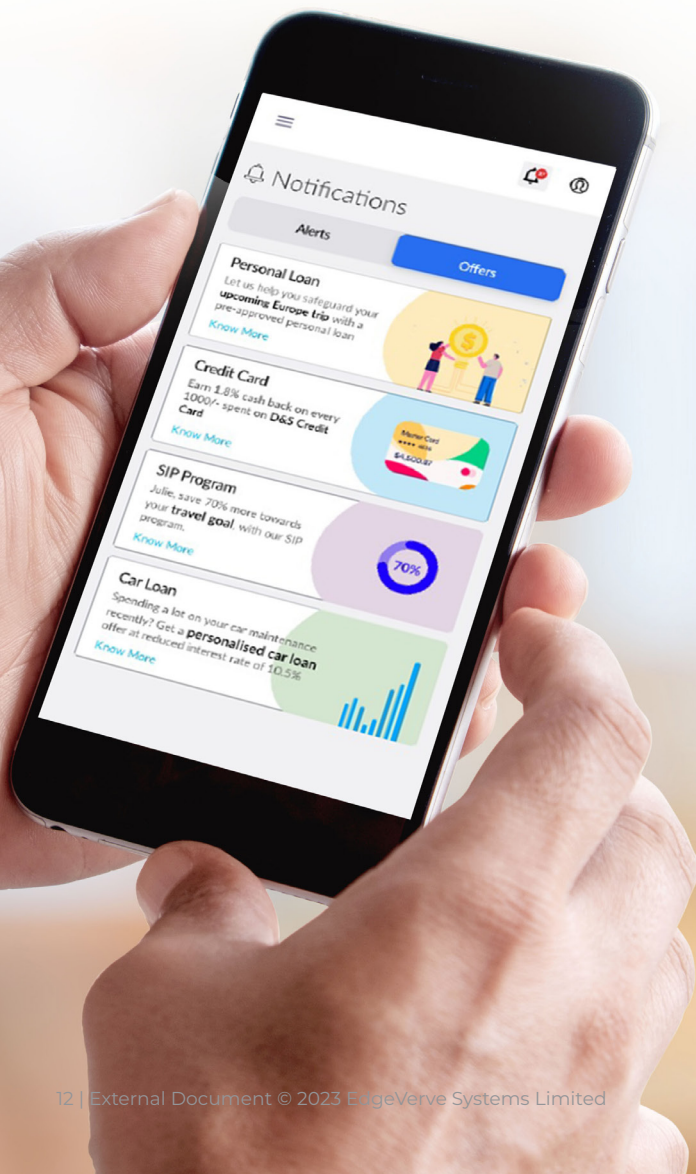 Notifications
Alerts
Offers
Personal Loan
Let us help you safeguard your
upcoming Europe trip with a
pre-approved personal loan
Know More
Credit Card
Earn 1.8% cash back on every
1000/- spent on D&S Credit
Card
Know More
Master Card
$4,500.87
SIP Program
Julie, save 70% more towards
your travel goal, with our SIP
program.
Know More
70%
Car Loan
Spending a lot on your car maintenance
recently? Get a personalised car loan
offer at reduced interest rate of 10.5%
Know More
12 | External Document © 2023 EdgeVerve Systems Limited